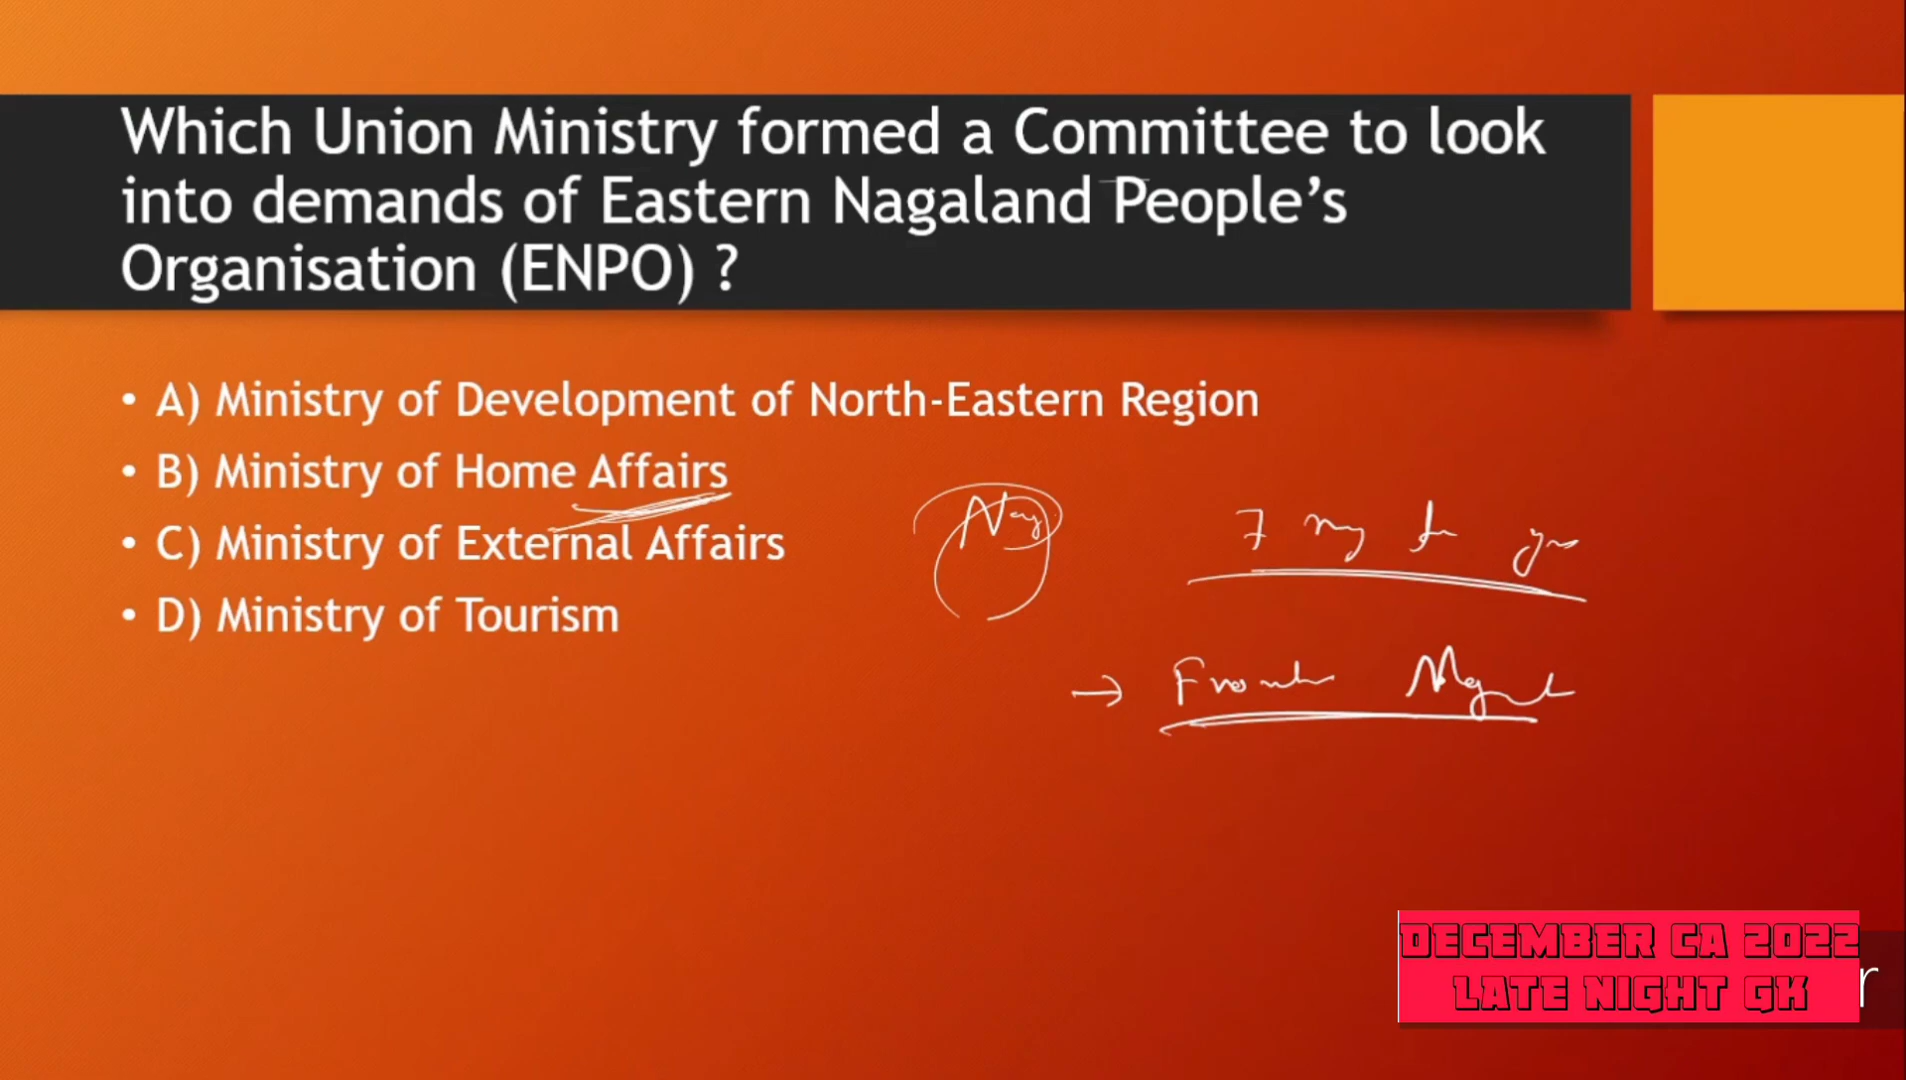 Which Union Ministry formed a Committee to look
into demands of Eastern Nagaland People's
Organisation (ENPO) ?
• A) Ministry of Development of North-Eastern Region
• B) Ministry of Home Affairs
• C) Ministry of External Affairs
• D) Ministry of Tourism
7
→
DECEMBER CA 2022
LATE NIGHT GK
r